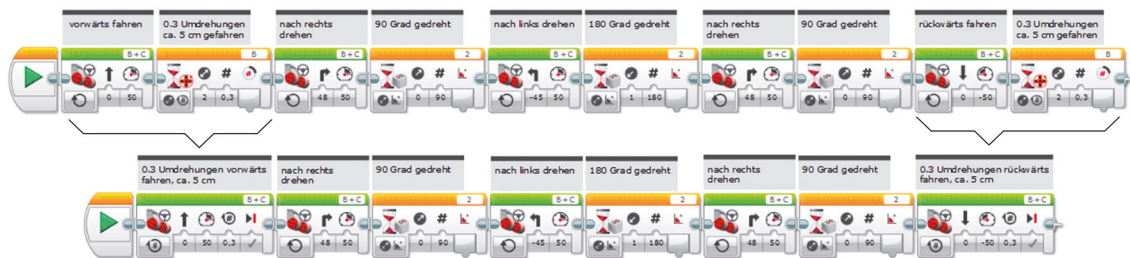 vorwärts fahren
0.3 Umdrehungen
ca. 5 cm gefahren
nach rechts
drehen
90 Grad gedreht
nach links drehen
180 Grad gedreht
nach rechts
drehen
90 Grad gedreht
rückwärts fahren
0.3 Umdrehungen
ca. 5 cm gefahren
B + C B B + C 2 B + C 2 B + C 2 B + C B
# # # # #
0 50 2 0,3 48 50 0 90 -45 50 1 180 48 50 0 90 0 -50 2 0,3
0.3 Umdrehungen vorwärts
fahren, ca. 5 cm
nach rechts
drehen
90 Grad gedreht
nach links drehen
180 Grad gedreht
nach rechts
drehen
90 Grad gedreht
0.3 Umdrehungen rückwärts
fahren, ca. 5 cm
B + C B + C 2 B + C 2 B + C 2 B + C
# # #
0 50 0,3 48 50 0 90 -45 50 1 180 48 50 0 90 0 -50 0,3